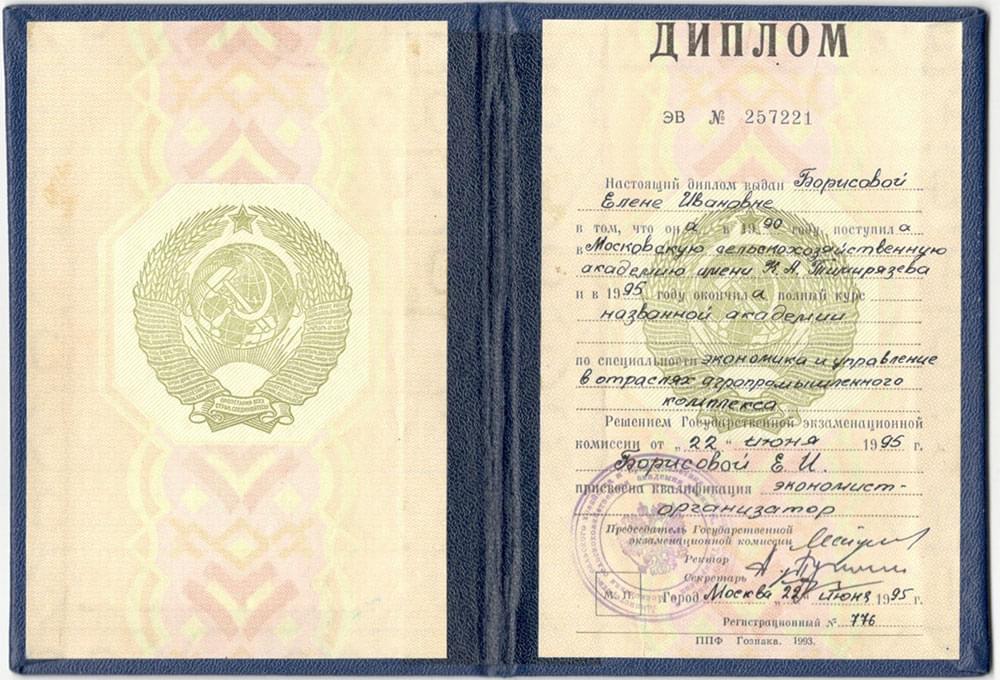 ПРОЛЕТАРИИ ВСЕХ
СТРАН, СОЕДИНЯЙТЕСЬ!
ДИПЛОМ
ЭВ № 257221
Настоящий диплом выдан Борисовой
Елене Ивановне
в том, что она в 1990 году поступила
в Московскую сельскохозяйственную
академию имени К. А. Тимирязева
и в 1995 году окончила полный курс
названной академии
по специальности экономика и управление
в отраслях агропромышленного
комплекса
Решением Государственной экзаменационной
комиссии от „22" июня 1995 г.
Борисовой Е. И.
присвоена квалификация экономист-
организатор
Председатель Государственной
экзаменационной комиссии
Ректор
Секретарь
М. П. Город Москва „22" июня 1995 г.
Регистрационный № 776
ППФ Гознака. 1993.